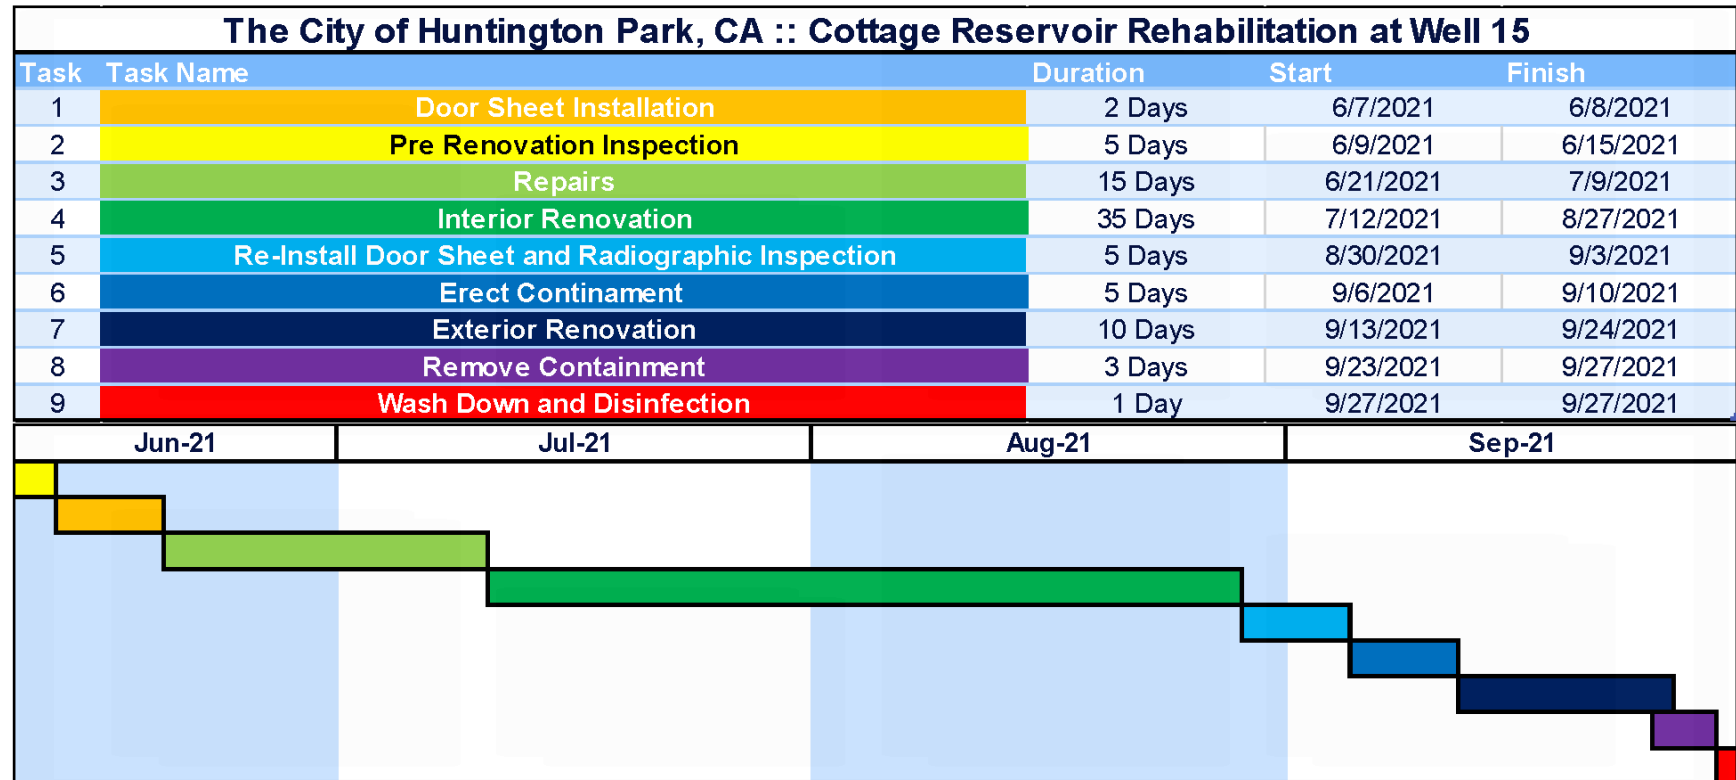 The City of Huntington Park, CA :: Cottage Reservoir Rehabilitation at Well 15
Task Task Name Duration Start Finish
1 Door Sheet Installation 2 Days 6/7/2021 6/8/2021
2 Pre Renovation Inspection 5 Days 6/9/2021 6/15/2021
3 Repairs 15 Days 6/21/2021 7/9/2021
4 Interior Renovation 35 Days 7/12/2021 8/27/2021
5 Re-Install Door Sheet and Radiographic Inspection 5 Days 8/30/2021 9/3/2021
6 Erect Continament 5 Days 9/6/2021 9/10/2021
7 Exterior Renovation 10 Days 9/13/2021 9/24/2021
8 Remove Containment 3 Days 9/23/2021 9/27/2021
9 Wash Down and Disinfection 1 Day 9/27/2021 9/27/2021
Jun-21 Jul-21 Aug-21 Sep-21